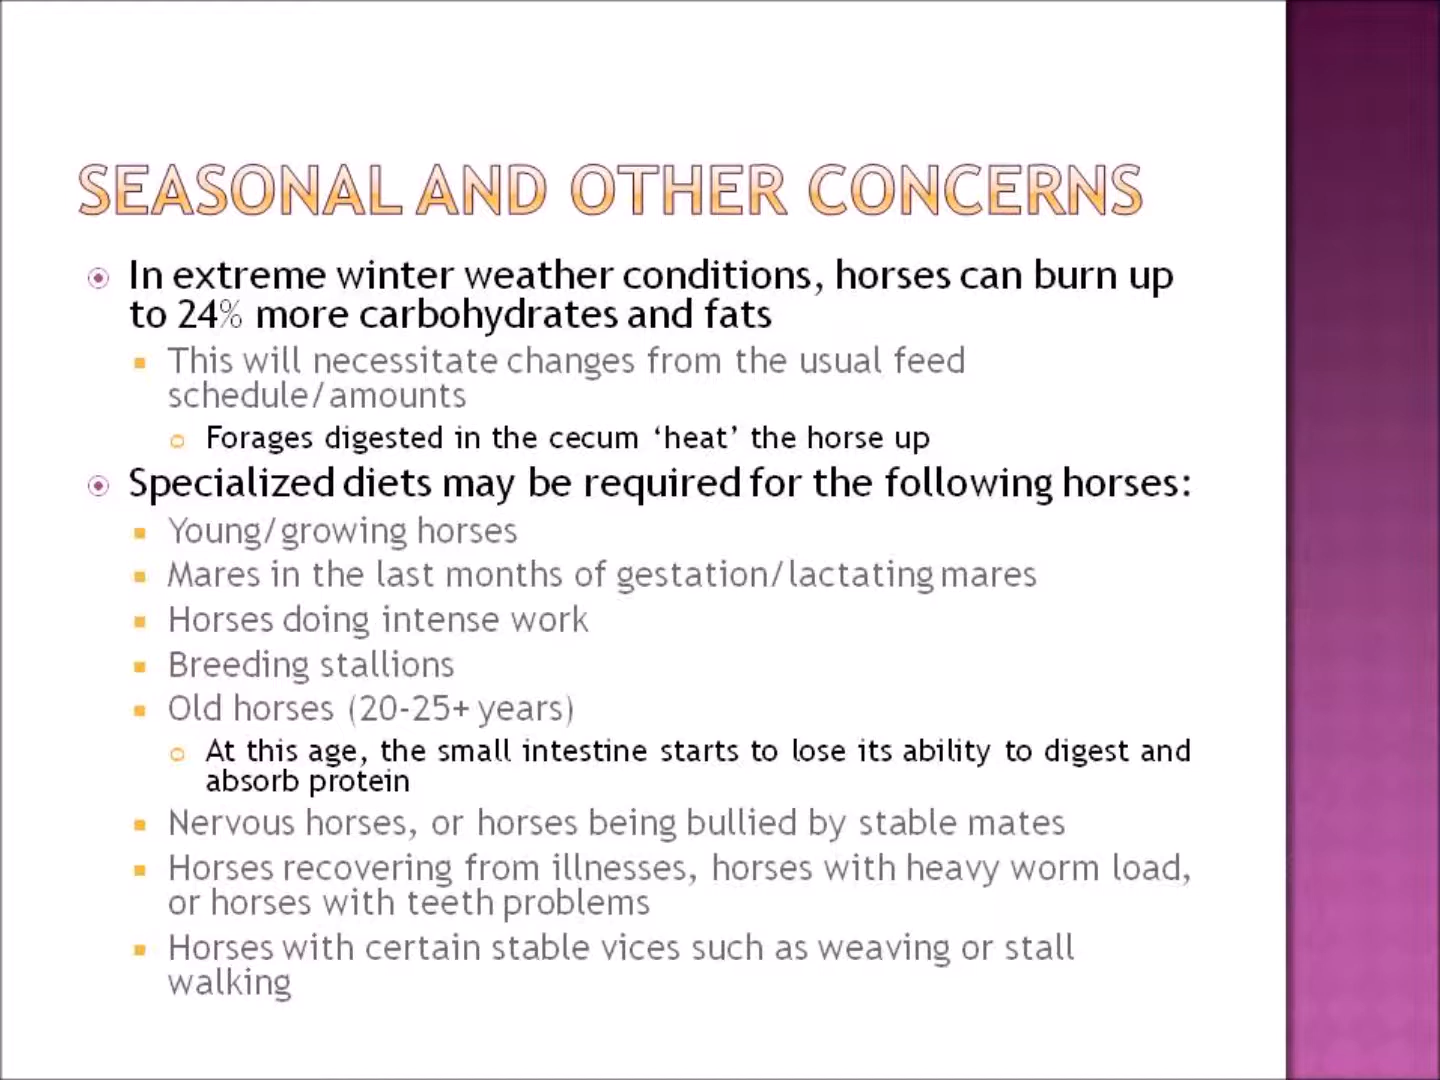 SEASONAL AND OTHER CONCERNS
In extreme winter weather conditions, horses can burn up
to 24% more carbohydrates and fats
This will necessitate changes from the usual feed
schedule/amounts
Forages digested in the cecum ‘heat’ the horse up
Specialized diets may be required for the following horses:
Young/growing horses
Mares in the last months of gestation/lactating mares
Horses doing intense work
Breeding stallions
Old horses (20-25+ years)
At this age, the small intestine starts to lose its ability to digest and
absorb protein
Nervous horses, or horses being bullied by stable mates
Horses recovering from illnesses, horses with heavy worm load,
or horses with teeth problems
Horses with certain stable vices such as weaving or stall
walking